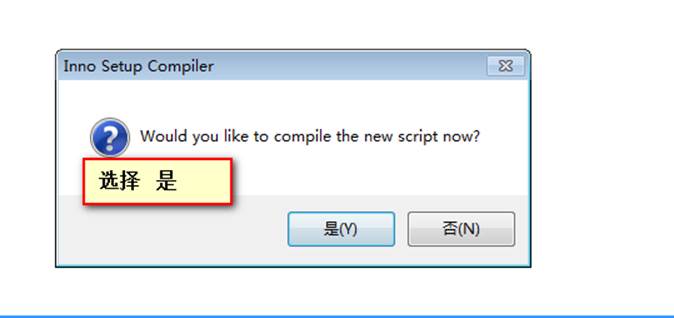 Inno Setup Compiler
Would you like to compile the new script now?
选择 是
是(Y)
否(N)